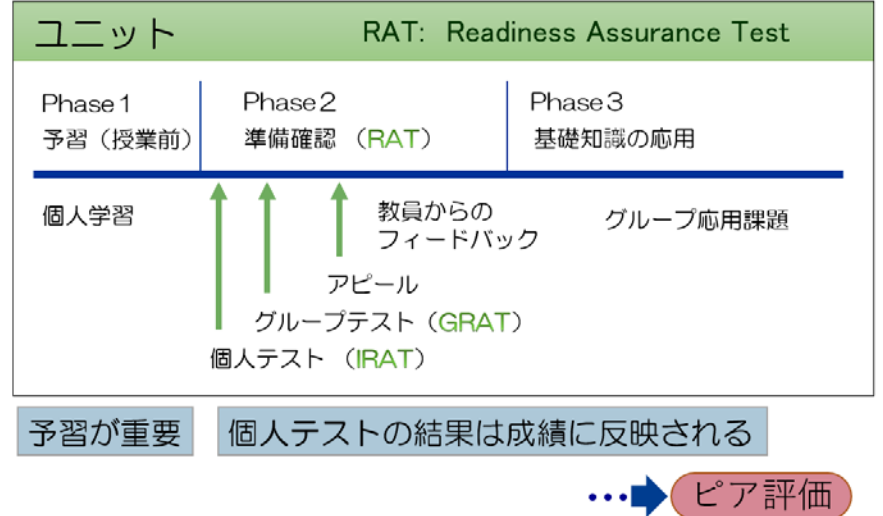 ユニット
RAT: Readiness Assurance Test
Phase1
予習（授業前）
Phase2
準備確認 （RAT）
Phase3
基礎知識の応用
個人学習
教員からの
フィードバック
グループ応用課題
アピール
グループテスト（GRAT）
個人テスト （IRAT）
予習が重要
個人テストの結果は成績に反映される
…
ピア評価